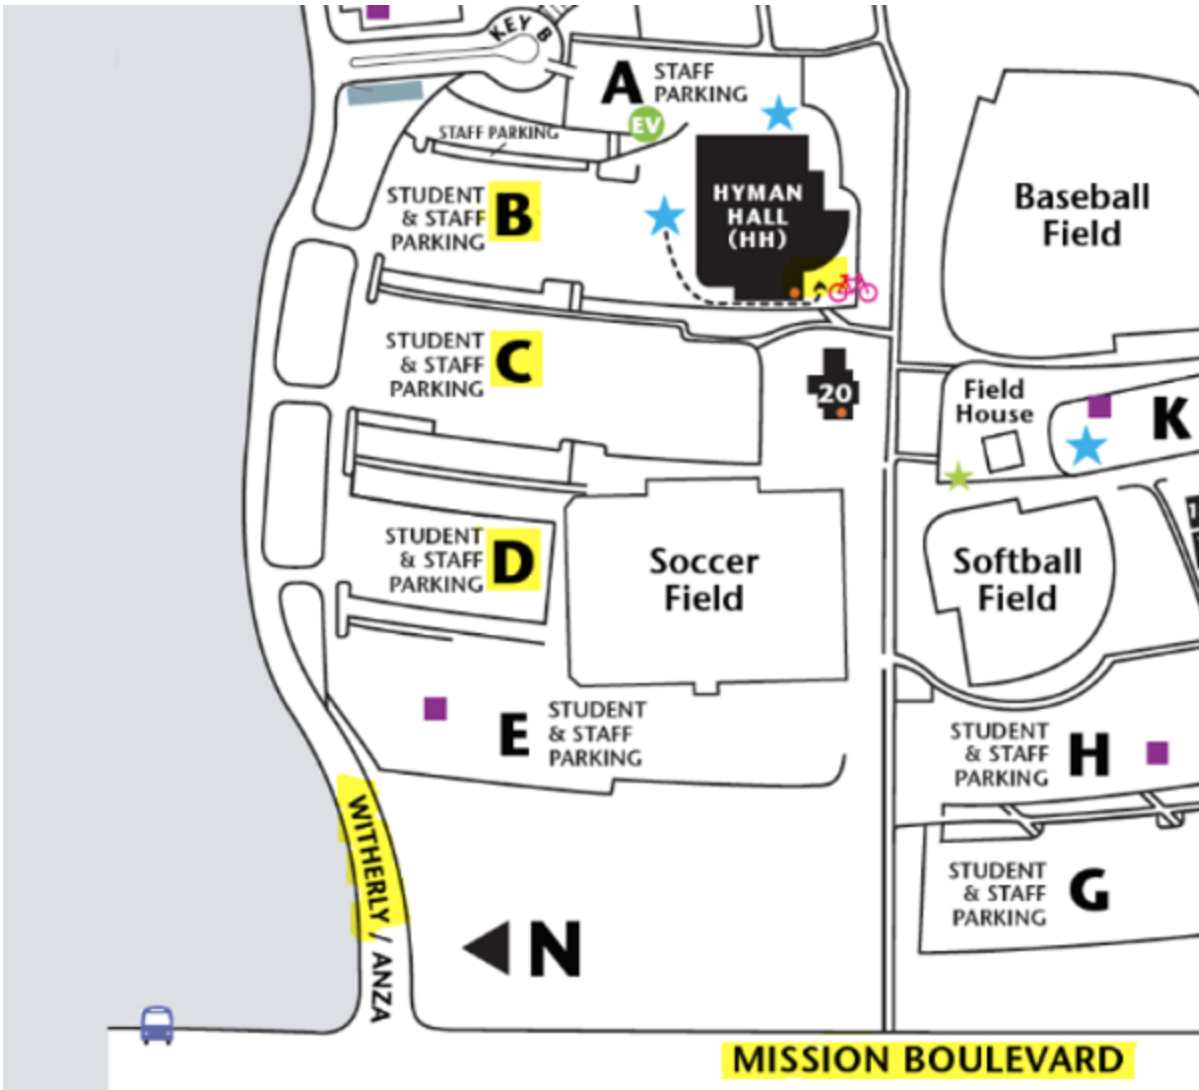 KEY B
A
STAFF
PARKING
EV
STAFF PARKING
STUDENT
& STAFF
PARKING
B
HYMAN
HALL
(HH)
Baseball
Field
STUDENT
& STAFF
PARKING
C
20
Field
House
K
STUDENT
& STAFF
PARKING
D
Soccer
Field
Softball
Field
E
STUDENT
& STAFF
PARKING
STUDENT
& STAFF
PARKING
H
STUDENT
& STAFF
PARKING
G
WITHERLY / ANZA
N
MISSION BOULEVARD